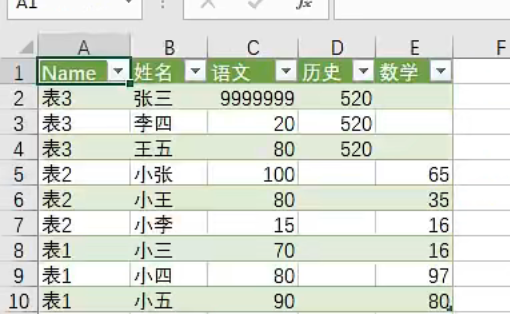 A1 fx
A B C D E F
1 Name 姓名 语文 历史 数学
2 表3 张三 9999999 520
3 表3 李四 20 520
4 表3 王五 80 520
5 表2 小张 100 65
6 表2 小王 80 35
7 表2 小李 15 16
8 表1 小三 70 16
9 表1 小四 80 97
10 表1 小五 90 80